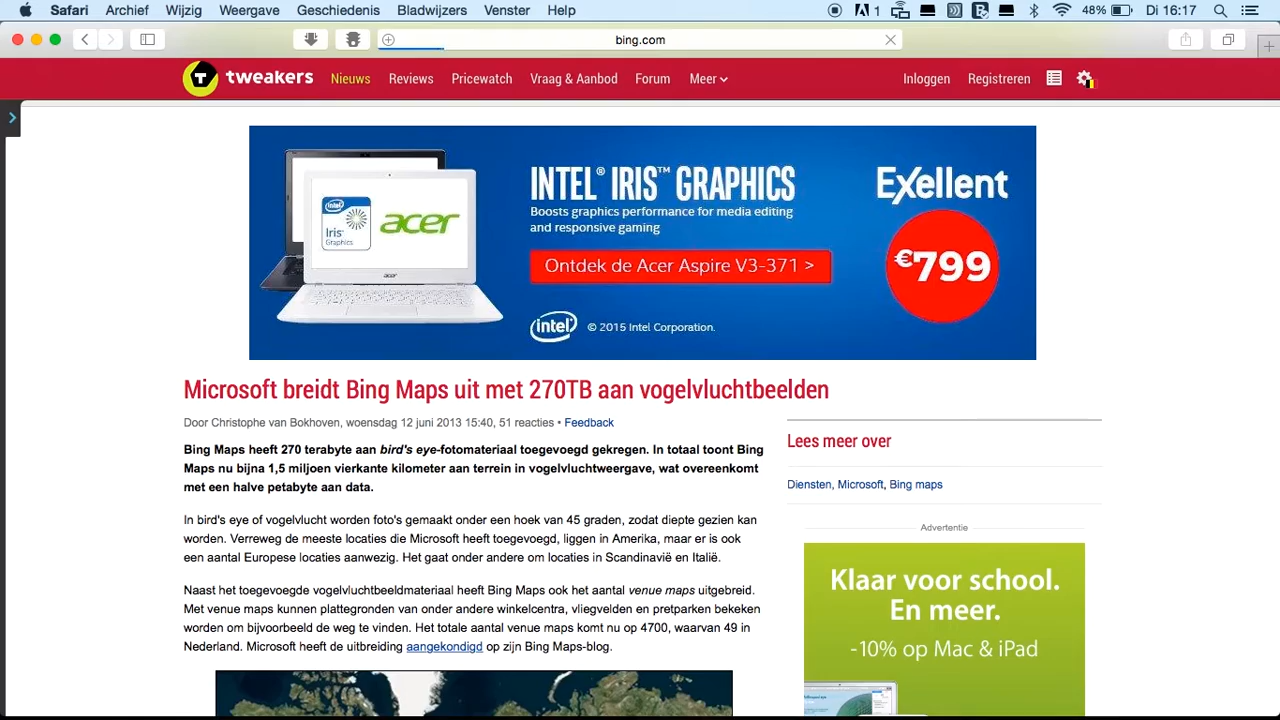 Safari Archief Bewerk Wijzig Weergave Geschiedenis Bladwijzers Venster Help 1 48% Di 16:17
bing.com
tweakers Nieuws Reviews Pricewatch Vraag & Aanbod Forum Meer Inloggen Registreren
INTEL® IRIS™ GRAPHICS
Boosts graphics performance for media editing
and responsive gaming
Ontdek de Acer Aspire V3-371 >
intel © 2015 Intel Corporation.
Exellent
€799
intel
Iris
Graphics
acer
acer
Microsoft breidt Bing Maps uit met 270TB aan vogelvluchtbeelden
Door Christophe van Bokhoven, woensdag 12 juni 2013 15:40, 51 reacties • Feedback
Bing Maps heeft 270 terabyte aan bird's eye-fotomateriaal toegevoegd gekregen. In totaal toont Bing
Maps nu bijna 1,5 miljoen vierkante kilometer aan terrein in vogelvluchtweergave, wat overeenkomt
met een halve petabyte aan data.
In bird's eye of vogelvlucht worden foto's gemaakt onder een hoek van 45 graden, zodat diepte gezien kan
worden. Verreweg de meeste locaties die Microsoft heeft toegevoegd, liggen in Amerika, maar er is ook
een aantal Europese locaties aanwezig. Het gaat onder andere om locaties in Scandinavië en Italië.
Naast het toegevoegde vogelvluchtbeeldmateriaal heeft Bing Maps ook het aantal venue maps uitgebreid.
Met venue maps kunnen plattegronden van onder andere winkelcentra, vliegvelden en pretparken bekeken
worden om bijvoorbeeld de weg te vinden. Het totale aantal venue maps komt nu op 4700, waarvan 49 in
Nederland. Microsoft heeft de uitbreiding aangekondigd op zijn Bing Maps-blog.
Lees meer over
Diensten, Microsoft, Bing maps
Advertentie
Klaar voor school.
En meer.
-10% op Mac & iPad